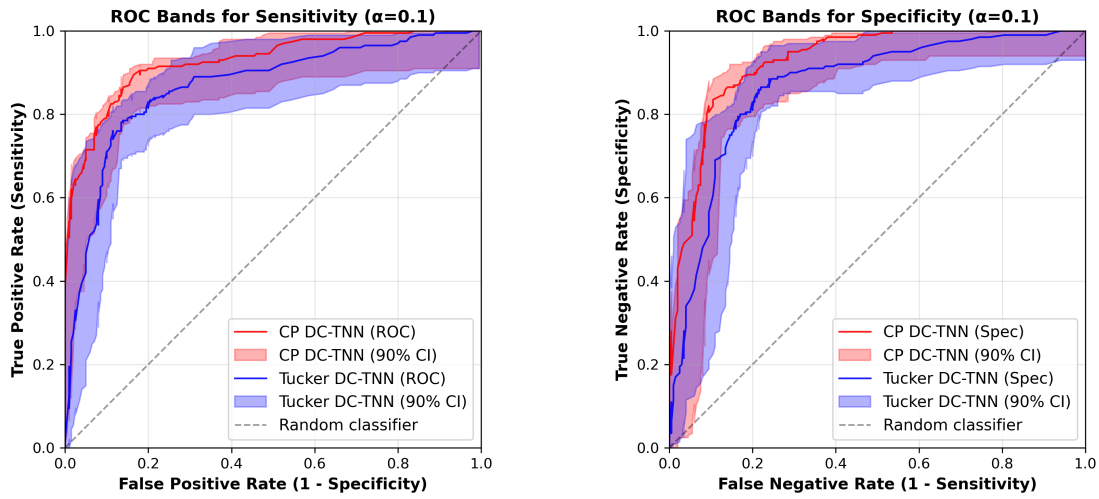 ROC Bands for Sensitivity (α=0.1)
True Positive Rate (Sensitivity)
1.0
0.8
0.6
0.4
0.2
0.0
0.0 0.2 0.4 0.6 0.8 1.0
False Positive Rate (1 - Specificity)
CP DC-TNN (ROC)
CP DC-TNN (90% CI)
Tucker DC-TNN (ROC)
Tucker DC-TNN (90% CI)
Random classifier
ROC Bands for Specificity (α=0.1)
True Negative Rate (Specificity)
1.0
0.8
0.6
0.4
0.2
0.0
0.0 0.2 0.4 0.6 0.8 1.0
False Negative Rate (1 - Sensitivity)
CP DC-TNN (Spec)
CP DC-TNN (90% CI)
Tucker DC-TNN (Spec)
Tucker DC-TNN (90% CI)
Random classifier